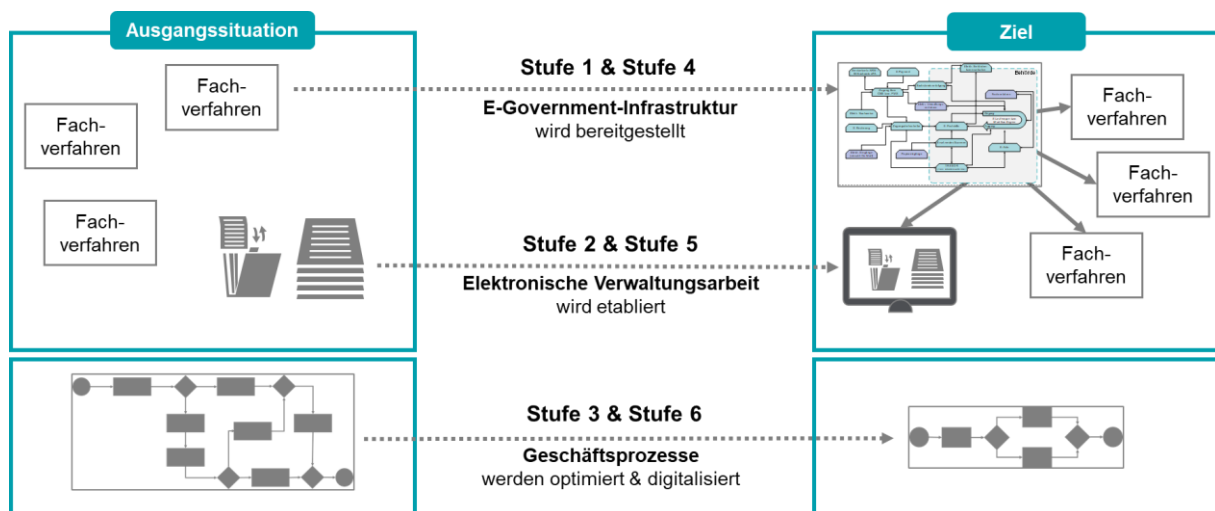 Ausgangssituation
Fach-
verfahren
Fach-
verfahren
Fach-
verfahren
Stufe 1 & Stufe 4
E-Government-Infrastruktur
wird bereitgestellt
Stufe 2 & Stufe 5
Elektronische Verwaltungsarbeit
wird etabliert
Stufe 3 & Stufe 6
Geschäftsprozesse
werden optimiert & digitalisiert
Ziel
Behörde
Fach-
verfahren
Fach-
verfahren
Fach-
verfahren